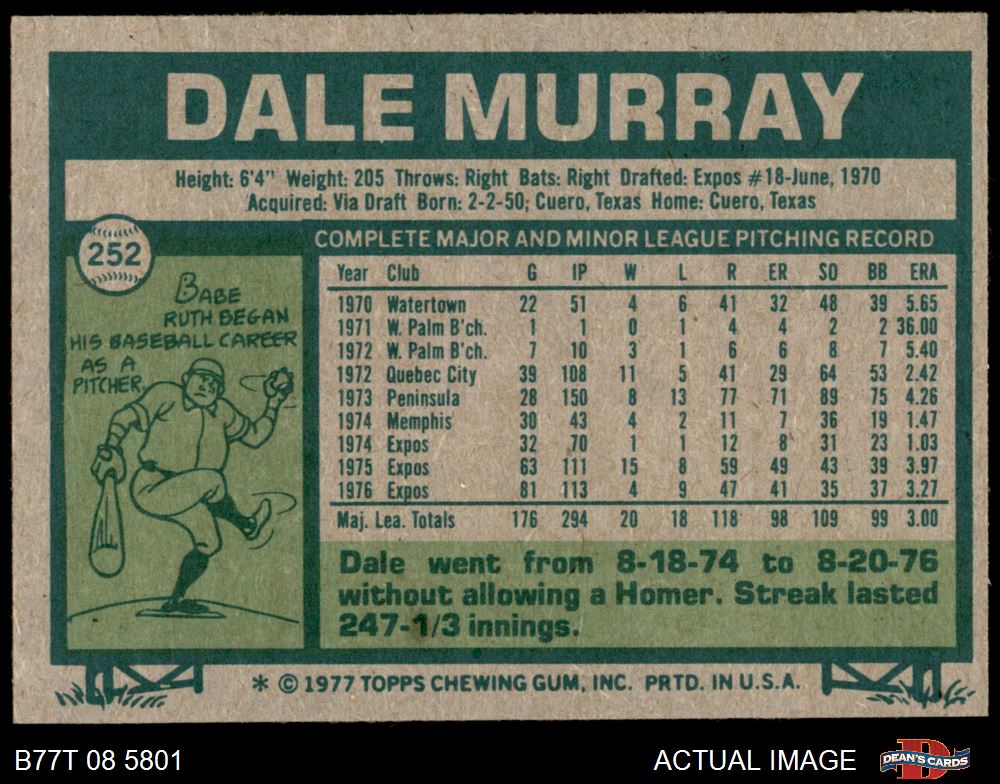 DALE MURRAY
Height: 6'4" Weight: 205 Throws: Right Bats: Right Drafted: Expos #18-June, 1970
Acquired: Via Draft Born: 2-2-50; Cuero, Texas Home: Cuero, Texas
252
BABE
RUTH BEGAN
HIS BASEBALL CAREER
AS A
PITCHER
COMPLETE MAJOR AND MINOR LEAGUE PITCHING RECORD
Year Club G IP W L R ER SO BB ERA
1970 Watertown 22 51 4 6 41 32 48 39 5.65
1971 W. Palm B'ch. 1 1 0 1 4 4 2 2 36.00
1972 W. Palm B'ch. 7 10 3 1 6 6 8 7 5.40
1972 Quebec City 39 108 11 5 41 29 64 53 2.42
1973 Peninsula 28 150 8 13 77 71 89 75 4.26
1974 Memphis 30 43 4 2 11 7 36 19 1.47
1974 Expos 32 70 1 1 12 8 31 23 1.03
1975 Expos 63 111 15 8 59 49 43 39 3.97
1976 Expos 81 113 4 9 47 41 35 37 3.27
Maj. Lea. Totals 176 294 20 18 118 98 109 99 3.00
Dale went from 8-18-74 to 8-20-76
without allowing a Homer. Streak lasted
247-1/3 innings.
* © 1977 TOPPS CHEWING GUM, INC. PRTD. IN U.S.A.
B77T 08 5801
ACTUAL IMAGE
D
DEAN'S CARDS